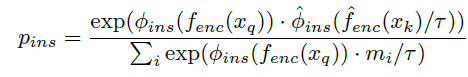 p_{ins} = \frac{\exp(\phi_{ins}(f_{enc}(x_q)) \cdot \hat{\phi}_{ins}(\hat{f}_{enc}(x_k)/\tau))}{\sum_i \exp(\phi_{ins}(f_{enc}(x_q)) \cdot m_i/\tau)}